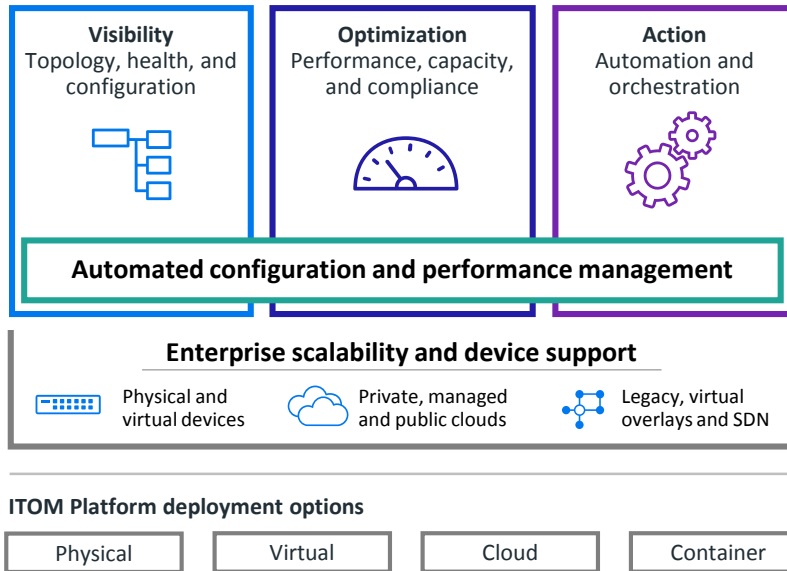 Visibility
Topology, health, and
configuration
Optimization
Performance, capacity,
and compliance
Action
Automation and
orchestration
Automated configuration and performance management
Enterprise scalability and device support
Physical and
virtual devices
Private, managed
and public clouds
Legacy, virtual
overlays and SDN
ITOM Platform deployment options
Physical
Virtual
Cloud
Container